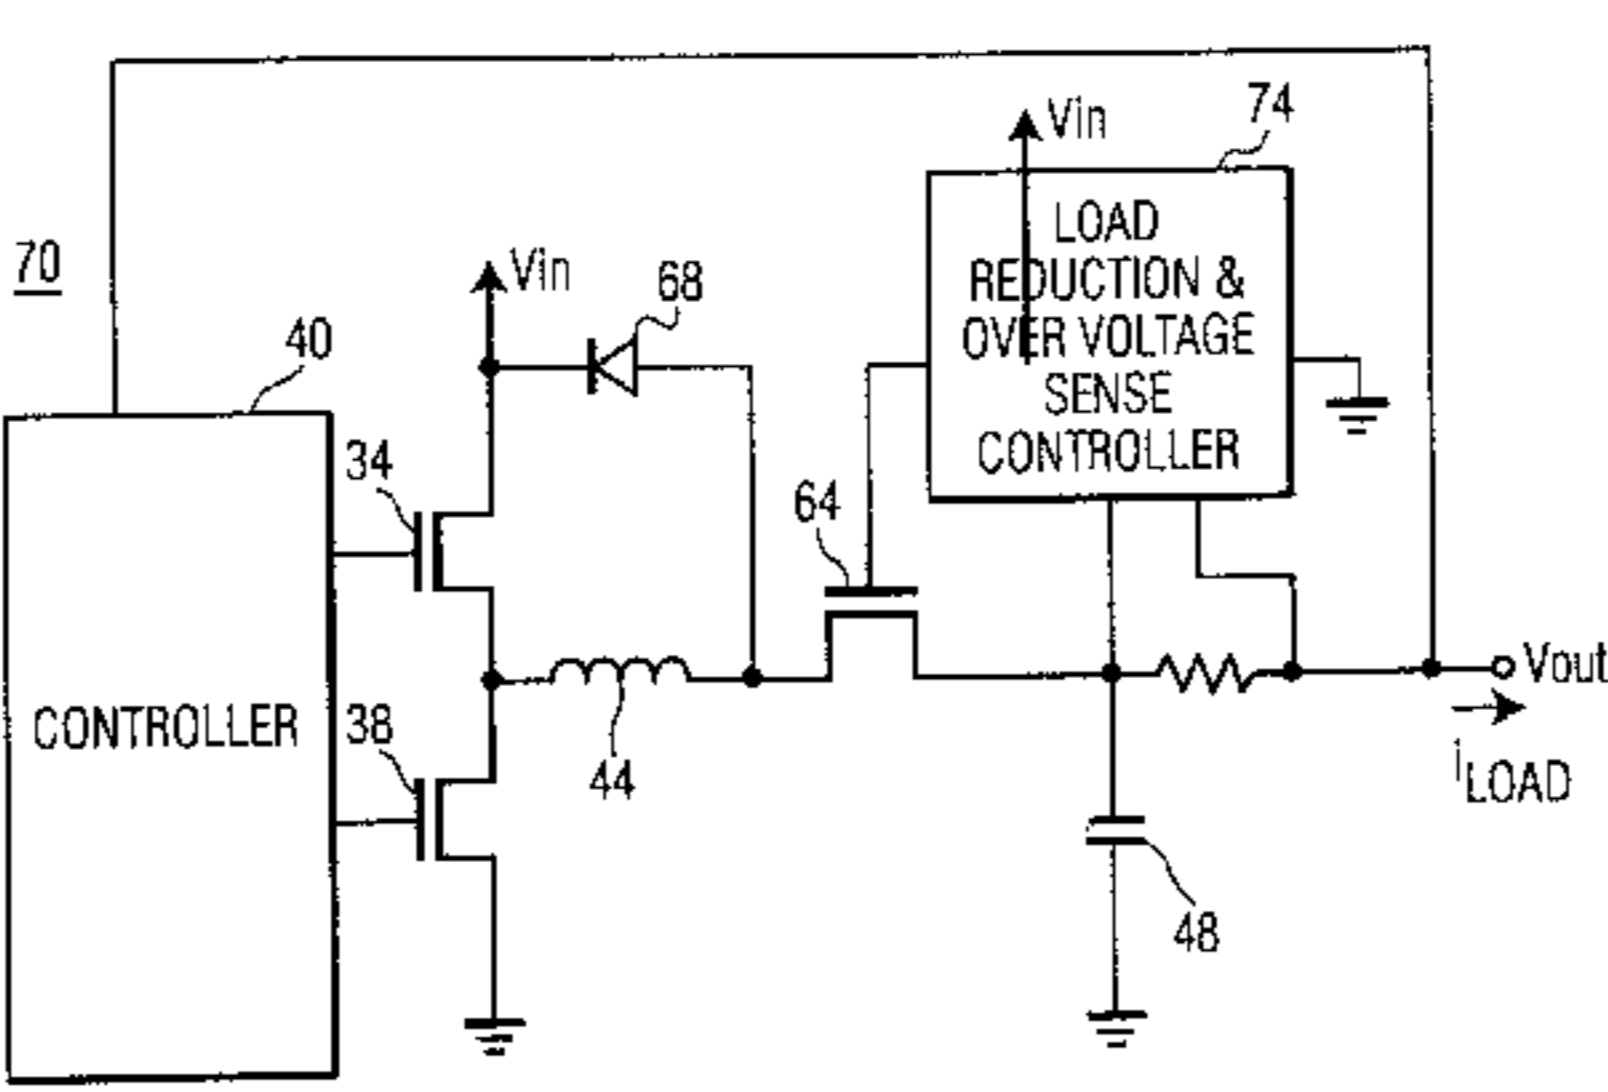 Vin
74
LOAD
REDUCTION &
OVER VOLTAGE
SENSE
CONTROLLER
70
Vin
68
40
34
64
Vout
CONTROLLER
38
44
iLOAD
48